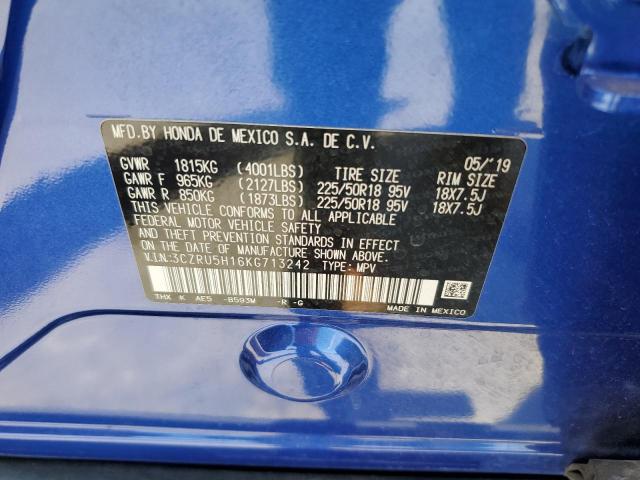 MFD.BY HONDA DE MEXICO S.A. DE C.V.
05/'19
GVWR 1815KG (4001LBS) TIRE SIZE RIM SIZE
GAWR F 965KG (2127LBS) 225/50R18 95V 18X7.5J
GAWR R 850KG (1873LBS) 225/50R18 95V 18X7.5J
THIS VEHICLE CONFORMS TO ALL APPLICABLE
FEDERAL MOTOR VEHICLE SAFETY
AND THEFT PREVENTION STANDARDS IN EFFECT
ON THE DATE OF MANUFACTURE SHOWN ABOVE.
V.I.N:3CZRU5H16KG713242 TYPE: MPV
THX K AE5 -B593M -R -G
MADE IN MEXICO